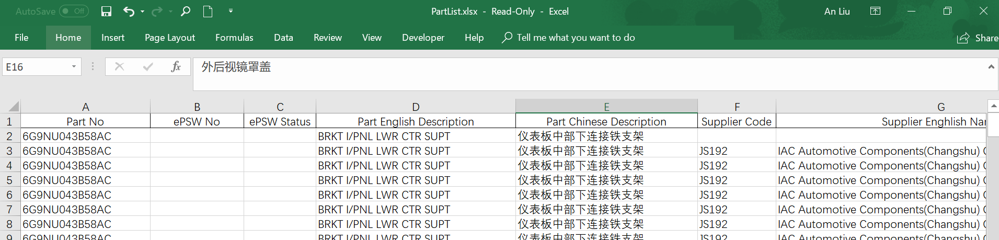 AutoSave Off PartList.xlsx - Read-Only - Excel An Liu
File Home Insert Page Layout Formulas Data Review View Developer Help Tell me what you want to do Share
E16 fx 外后视镜罩盖
A B C D E F G
1 Part No ePSW No ePSW Status Part English Description Part Chinese Description Supplier Code Supplier Enghlish Nar
2 6G9NU043B58AC BRKT I/PNL LWR CTR SUPT 仪表板中部下连接铁支架
3 6G9NU043B58AC BRKT I/PNL LWR CTR SUPT 仪表板中部下连接铁支架 JS192 IAC Automotive Components(Changshu) C
4 6G9NU043B58AC BRKT I/PNL LWR CTR SUPT 仪表板中部下连接铁支架 JS192 IAC Automotive Components(Changshu) C
5 6G9NU043B58AC BRKT I/PNL LWR CTR SUPT 仪表板中部下连接铁支架 JS192 IAC Automotive Components(Changshu) C
6 6G9NU043B58AC BRKT I/PNL LWR CTR SUPT 仪表板中部下连接铁支架 JS192 IAC Automotive Components(Changshu) C
7 6G9NU043B58AC BRKT I/PNL LWR CTR SUPT 仪表板中部下连接铁支架 JS192 IAC Automotive Components(Changshu) C
8 6G9NU043B58AC BRKT I/PNL LWR CTR SUPT 仪表板中部下连接铁支架 JS192 IAC Automotive Components(Changshu) C
9 6G9NU043B58AC BRKT I/PNL LWR CTR SUPT 仪表板中部下连接铁支架 JS192 IAC Automotive Components(Changshu) C